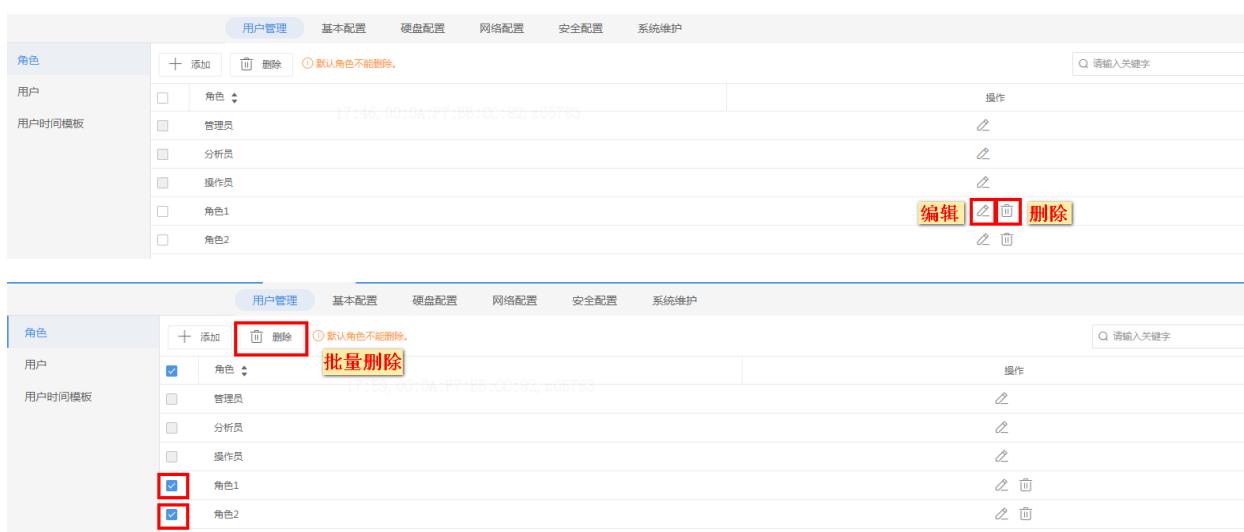 用户管理 基本配置 硬盘配置 网络配置 安全配置 系统维护
角色
用户
用户时间模板
添加 删除 默认角色不能删除。 请输入关键字
角色 操作
管理员
分析员
操作员
角色1 编辑 删除
角色2
用户管理 基本配置 硬盘配置 网络配置 安全配置 系统维护
角色
用户
用户时间模板
添加 删除 默认角色不能删除。 请输入关键字
批量删除
角色 操作
管理员
分析员
操作员
角色1
角色2